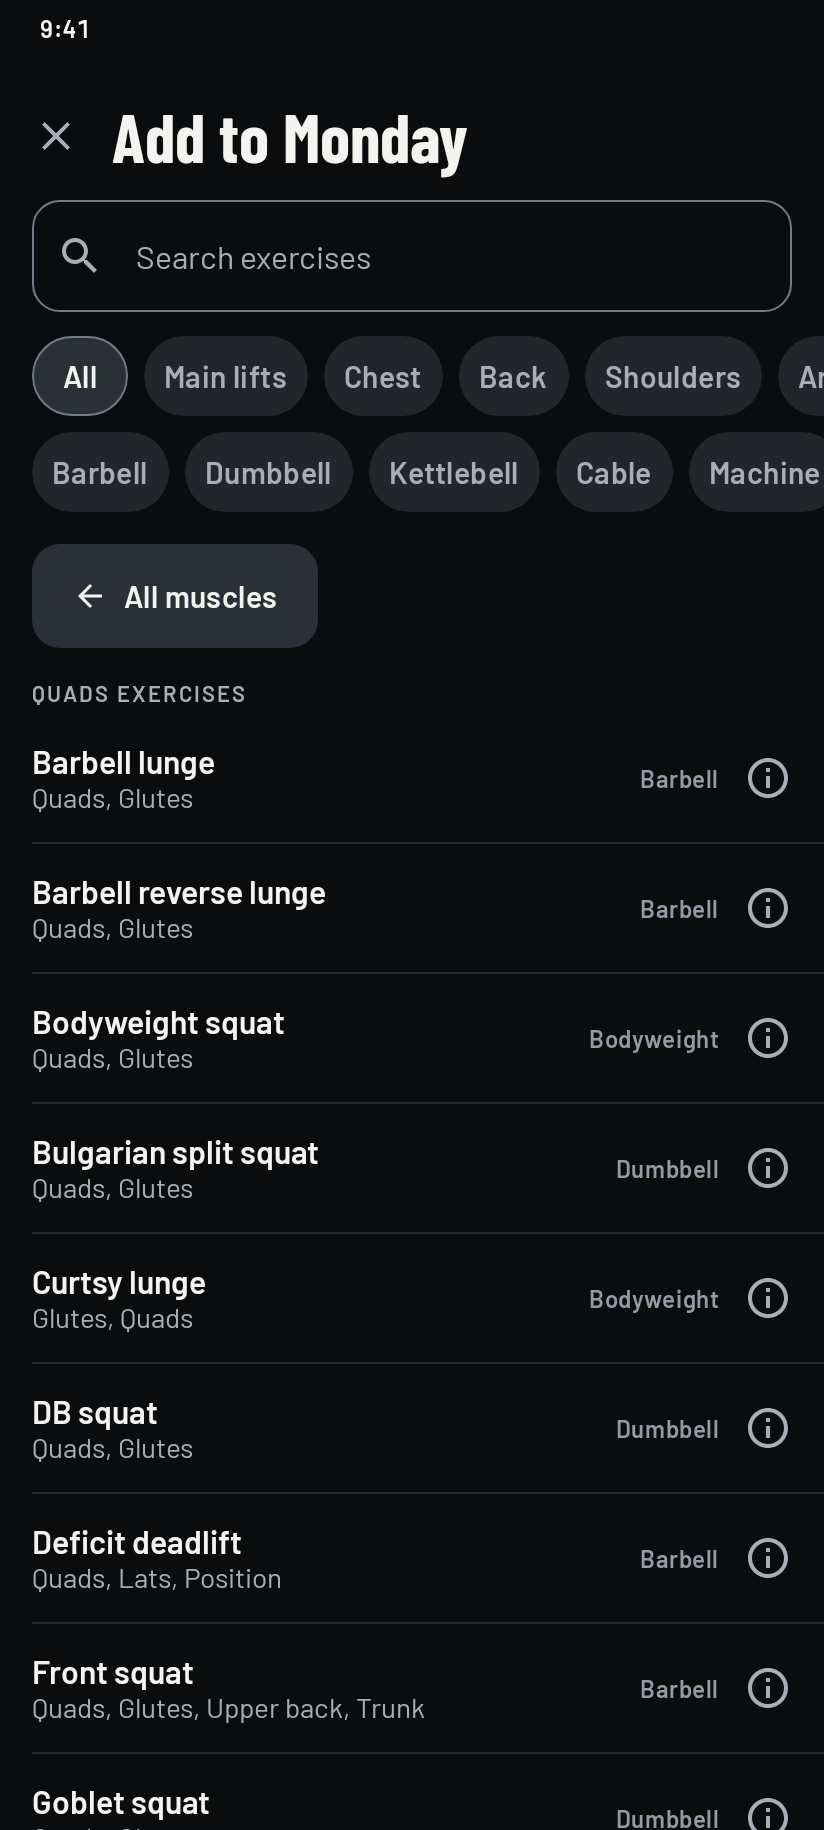 9:41
Add to Monday
Search exercises
All Main lifts Chest Back Shoulders
Barbell Dumbbell Kettlebell Cable Machine
All muscles
QUADS EXERCISES
Barbell lunge
Quads, Glutes
Barbell
Barbell reverse lunge
Quads, Glutes
Barbell
Bodyweight squat
Quads, Glutes
Bodyweight
Bulgarian split squat
Quads, Glutes
Dumbbell
Curtsy lunge
Glutes, Quads
Bodyweight
DB squat
Quads, Glutes
Dumbbell
Deficit deadlift
Quads, Lats, Position
Barbell
Front squat
Quads, Glutes, Upper back, Trunk
Barbell
Goblet squat
Dumbbell